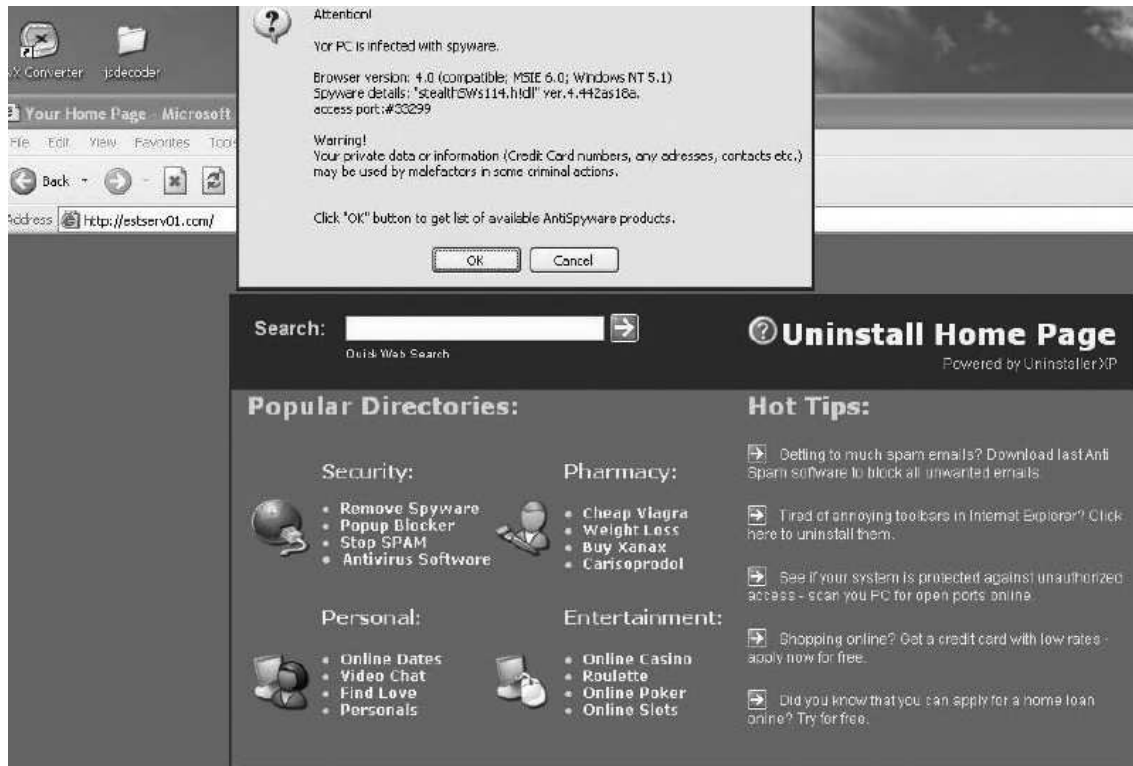 Attention!
Yor PC is infected with spyware.
Browser version: 4.0 (compatible; MSIE 6.0; Windows NT 5.1)
Spyware details: "stealthSWs114.h!dl" ver.4.442as18a.
access port:#33299
Warning!
Your private data or information (Credit Card numbers, any adresses, contacts etc.)
may be used by malefactors in some criminal actions.
Click "OK" button to get list of available AntiSpyware products.
OK Cancel
X Converter jsdecoder
Your Home Page - Microsoft
File Edit View Favorites Tools
Back
Address http://estserv01.com/
Search:
Quick Web Search
Uninstall Home Page
Powered by Uninstaller XP
Popular Directories:
Security:
Remove Spyware
Popup Blocker
Stop SPAM
Antivirus Software
Pharmacy:
Cheap Viagra
Weight Loss
Buy Xanax
Carisoprodol
Personal:
Online Dates
Video Chat
Find Love
Personals
Entertainment:
Online Casino
Roulette
Online Poker
Online Slots
Hot Tips:
Getting to much spam emails? Download last Anti
Spam software to block all unwanted emails.
Tired of annoying toolbars in Internet Explorer? Click
here to uninstall them.
See if your system is protected against unauthorized
access - scan you PC for open ports online.
Shopping online? Get a credit card with low rates -
apply now for free.
Did you know that you can apply for a home loan
onine? Try for free.